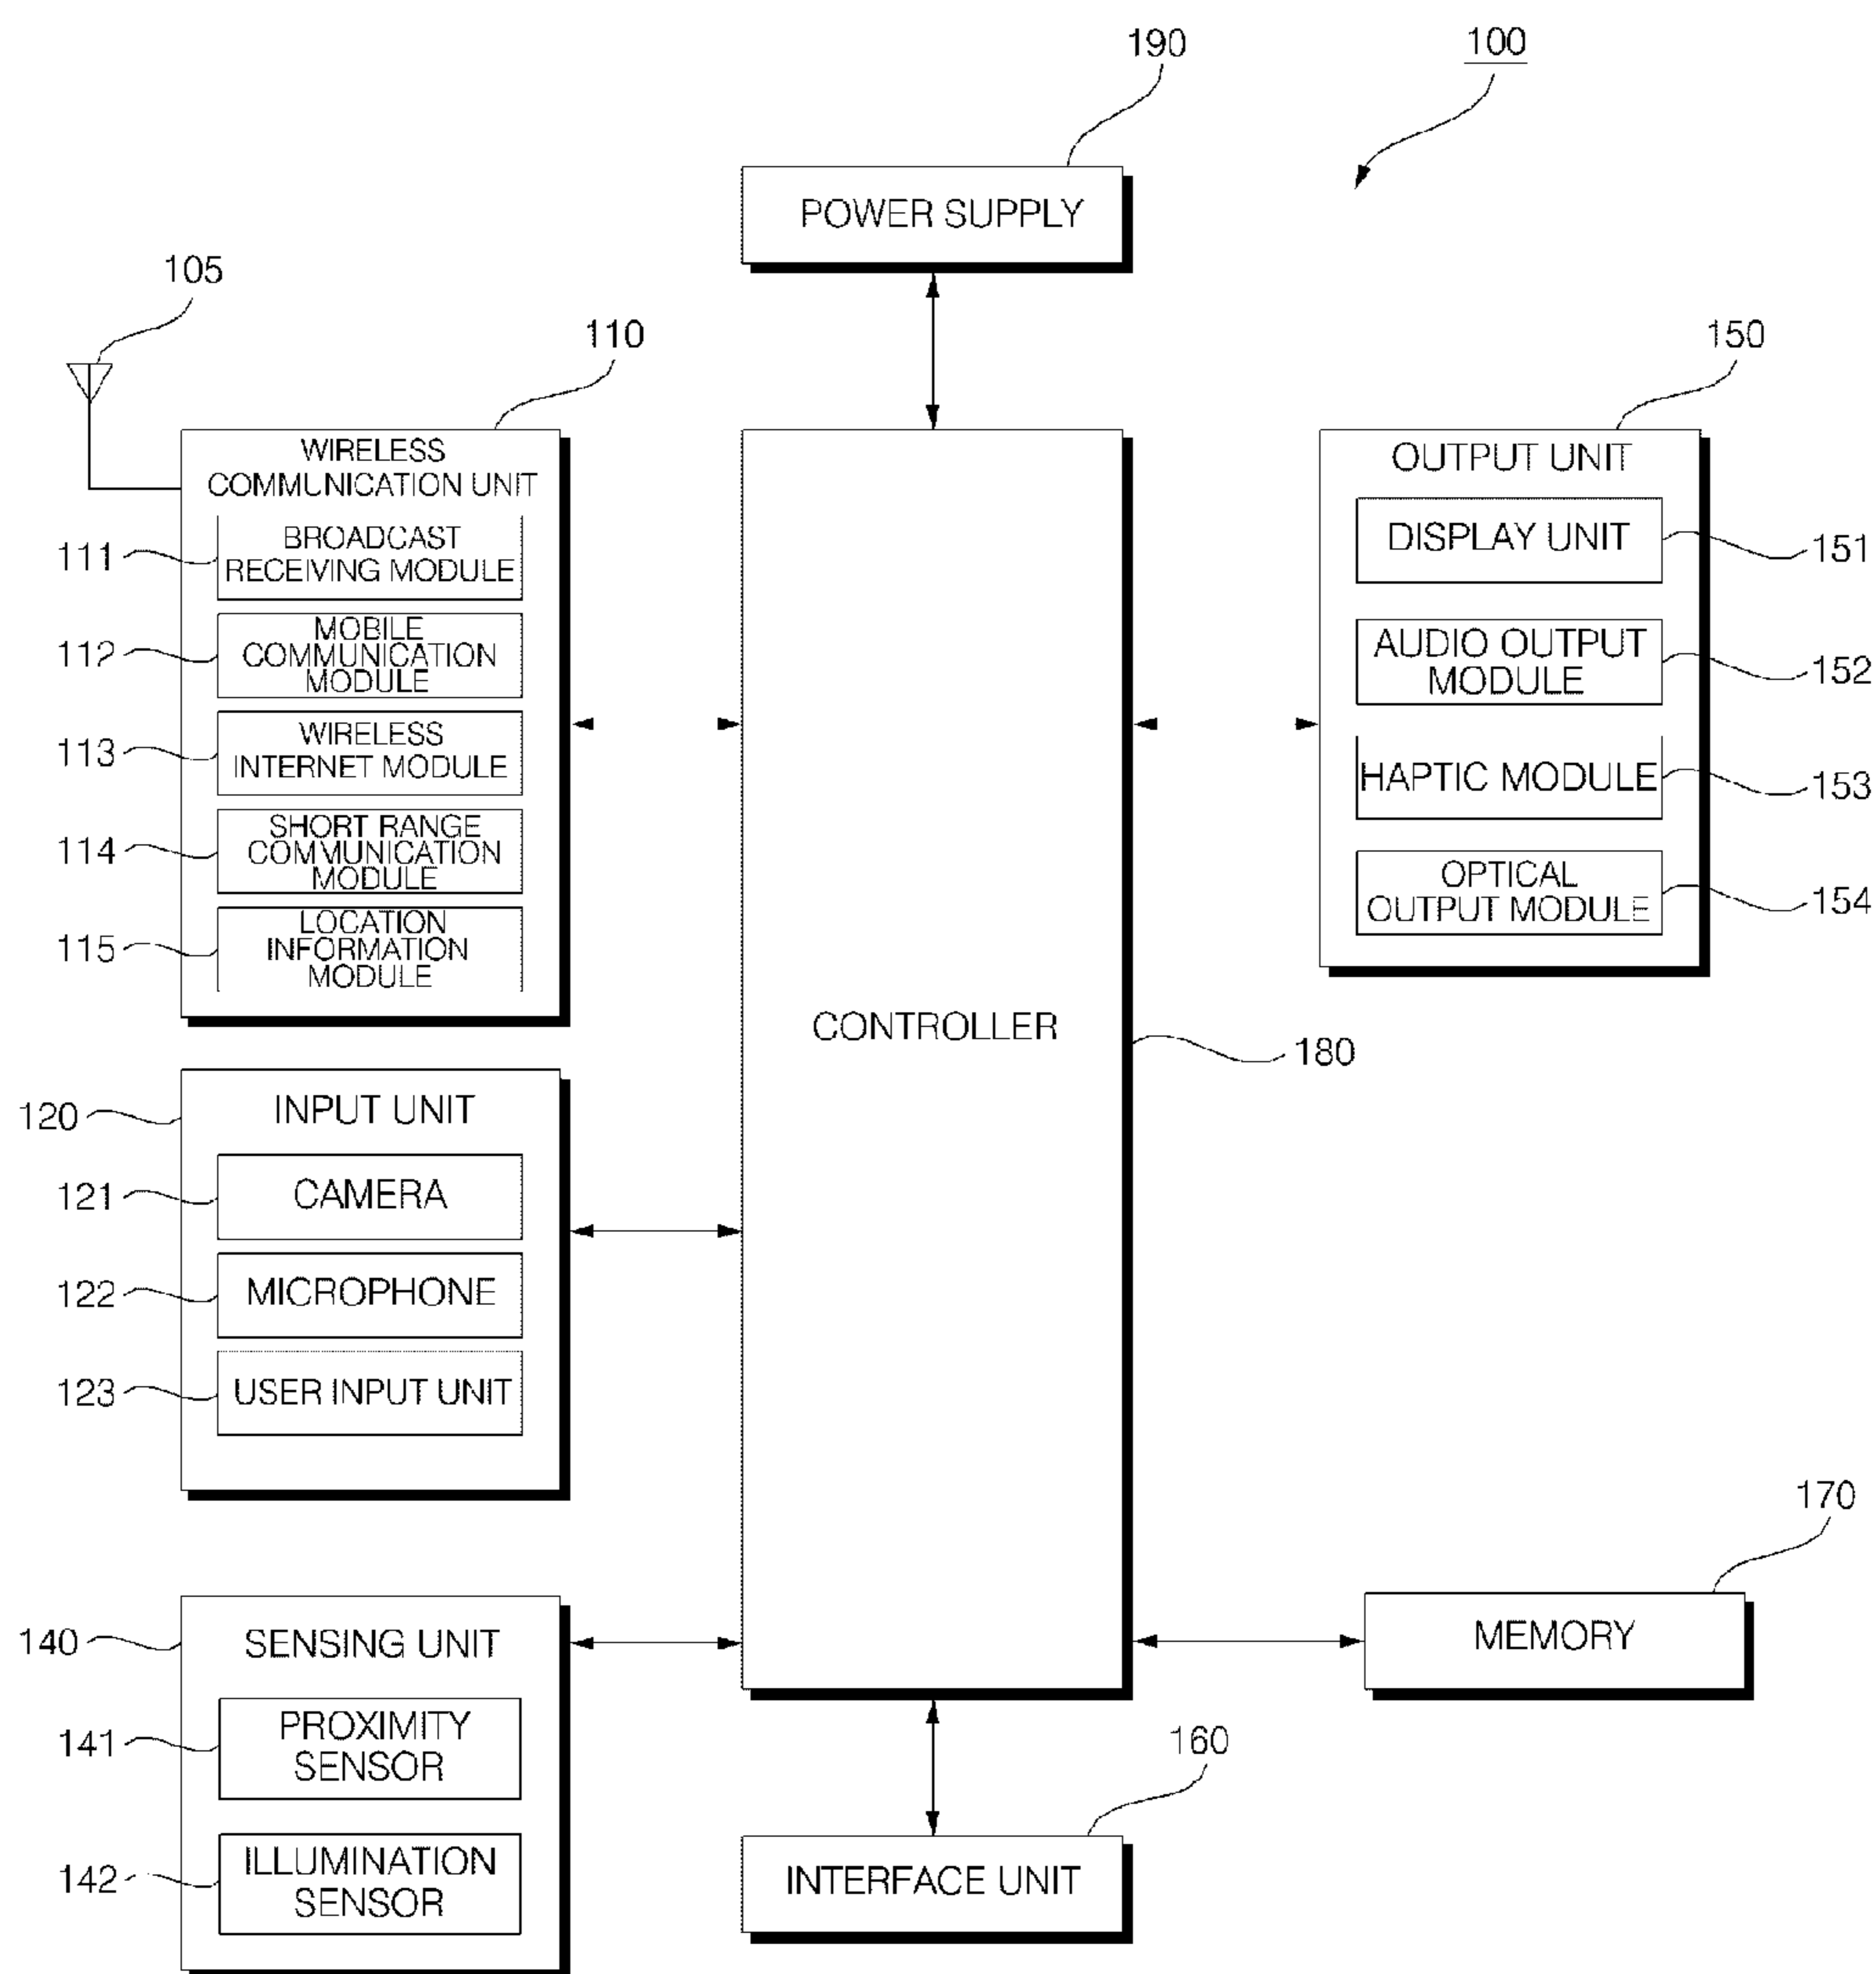 190
100
POWER SUPPLY
105
110
150
WIRELESS
COMMUNICATION UNIT
111
BROADCAST
RECEIVING MODULE
112
MOBILE
COMMUNICATION
MODULE
113
WIRELESS
INTERNET MODULE
114
SHORT RANGE
COMMUNICATION
MODULE
115
LOCATION
INFORMATION
MODULE
OUTPUT UNIT
DISPLAY UNIT
151
AUDIO OUTPUT
MODULE
152
HAPTIC MODULE
153
OPTICAL
OUTPUT MODULE
154
CONTROLLER
180
120
INPUT UNIT
121
CAMERA
122
MICROPHONE
123
USER INPUT UNIT
170
140
SENSING UNIT
MEMORY
141
PROXIMITY
SENSOR
142
ILLUMINATION
SENSOR
160
INTERFACE UNIT